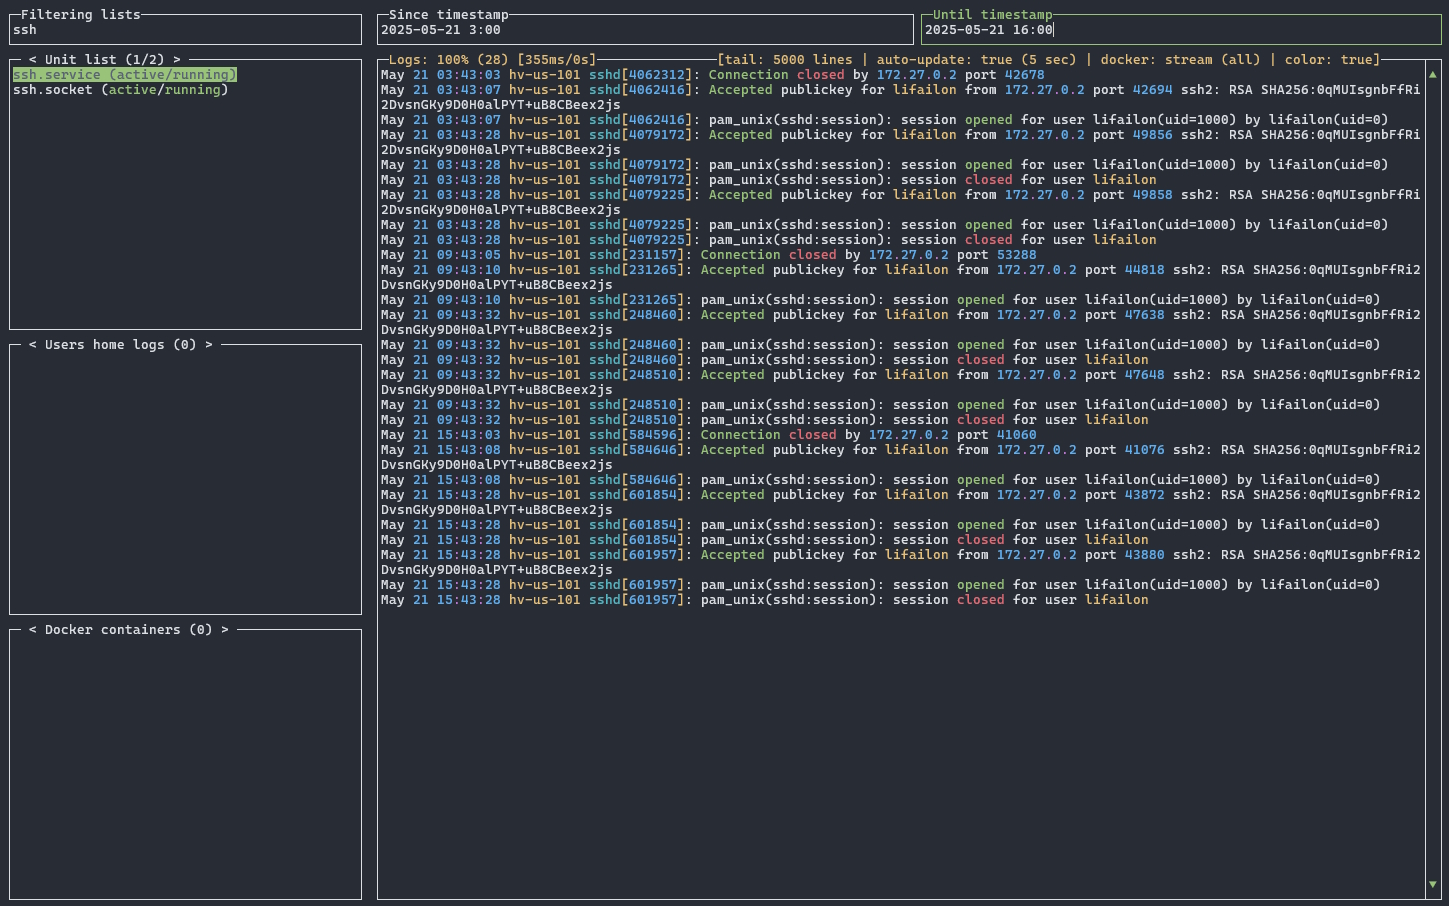 Filtering lists
ssh
Since timestamp
2025-05-21 3:00
Until timestamp
2025-05-21 16:00
< Unit list (1/2) >
ssh.service (active/running)
ssh.socket (active/running)
< Users home logs (0) >
< Docker containers (0) >
Logs: 100% (28) [355ms/0s] [tail: 5000 lines | auto-update: true (5 sec) | docker: stream (all) | color: true]
May 21 03:43:03 hv-us-101 sshd[4062312]: Connection closed by 172.27.0.2 port 42678
May 21 03:43:07 hv-us-101 sshd[4062416]: Accepted publickey for lifailon from 172.27.0.2 port 42694 ssh2: RSA SHA256:0qMUIsgnbFfRi
2DvsnGKy9D0H0alPYT+uB8CBeex2js
May 21 03:43:07 hv-us-101 sshd[4062416]: pam_unix(sshd:session): session opened for user lifailon(uid=1000) by lifailon(uid=0)
May 21 03:43:28 hv-us-101 sshd[4079172]: Accepted publickey for lifailon from 172.27.0.2 port 49856 ssh2: RSA SHA256:0qMUIsgnbFfRi
2DvsnGKy9D0H0alPYT+uB8CBeex2js
May 21 03:43:28 hv-us-101 sshd[4079172]: pam_unix(sshd:session): session opened for user lifailon(uid=1000) by lifailon(uid=0)
May 21 03:43:28 hv-us-101 sshd[4079172]: pam_unix(sshd:session): session closed for user lifailon
May 21 03:43:28 hv-us-101 sshd[4079225]: Accepted publickey for lifailon from 172.27.0.2 port 49858 ssh2: RSA SHA256:0qMUIsgnbFfRi
2DvsnGKy9D0H0alPYT+uB8CBeex2js
May 21 03:43:28 hv-us-101 sshd[4079225]: pam_unix(sshd:session): session opened for user lifailon(uid=1000) by lifailon(uid=0)
May 21 03:43:28 hv-us-101 sshd[4079225]: pam_unix(sshd:session): session closed for user lifailon
May 21 09:43:05 hv-us-101 sshd[231157]: Connection closed by 172.27.0.2 port 53288
May 21 09:43:10 hv-us-101 sshd[231265]: Accepted publickey for lifailon from 172.27.0.2 port 44818 ssh2: RSA SHA256:0qMUIsgnbFfRi2
DvsnGKy9D0H0alPYT+uB8CBeex2js
May 21 09:43:10 hv-us-101 sshd[231265]: pam_unix(sshd:session): session opened for user lifailon(uid=1000) by lifailon(uid=0)
May 21 09:43:32 hv-us-101 sshd[248460]: Accepted publickey for lifailon from 172.27.0.2 port 47638 ssh2: RSA SHA256:0qMUIsgnbFfRi2
DvsnGKy9D0H0alPYT+uB8CBeex2js
May 21 09:43:32 hv-us-101 sshd[248460]: pam_unix(sshd:session): session opened for user lifailon(uid=1000) by lifailon(uid=0)
May 21 09:43:32 hv-us-101 sshd[248460]: pam_unix(sshd:session): session closed for user lifailon
May 21 09:43:32 hv-us-101 sshd[248510]: Accepted publickey for lifailon from 172.27.0.2 port 47648 ssh2: RSA SHA256:0qMUIsgnbFfRi2
DvsnGKy9D0H0alPYT+uB8CBeex2js
May 21 09:43:32 hv-us-101 sshd[248510]: pam_unix(sshd:session): session opened for user lifailon(uid=1000) by lifailon(uid=0)
May 21 09:43:32 hv-us-101 sshd[248510]: pam_unix(sshd:session): session closed for user lifailon
May 21 15:43:03 hv-us-101 sshd[584596]: Connection closed by 172.27.0.2 port 41060
May 21 15:43:08 hv-us-101 sshd[584646]: Accepted publickey for lifailon from 172.27.0.2 port 41076 ssh2: RSA SHA256:0qMUIsgnbFfRi2
DvsnGKy9D0H0alPYT+uB8CBeex2js
May 21 15:43:08 hv-us-101 sshd[584646]: pam_unix(sshd:session): session opened for user lifailon(uid=1000) by lifailon(uid=0)
May 21 15:43:28 hv-us-101 sshd[601854]: Accepted publickey for lifailon from 172.27.0.2 port 43872 ssh2: RSA SHA256:0qMUIsgnbFfRi2
DvsnGKy9D0H0alPYT+uB8CBeex2js
May 21 15:43:28 hv-us-101 sshd[601854]: pam_unix(sshd:session): session opened for user lifailon(uid=1000) by lifailon(uid=0)
May 21 15:43:28 hv-us-101 sshd[601854]: pam_unix(sshd:session): session closed for user lifailon
May 21 15:43:28 hv-us-101 sshd[601957]: Accepted publickey for lifailon from 172.27.0.2 port 43880 ssh2: RSA SHA256:0qMUIsgnbFfRi2
DvsnGKy9D0H0alPYT+uB8CBeex2js
May 21 15:43:28 hv-us-101 sshd[601957]: pam_unix(sshd:session): session opened for user lifailon(uid=1000) by lifailon(uid=0)
May 21 15:43:28 hv-us-101 sshd[601957]: pam_unix(sshd:session): session closed for user lifailon